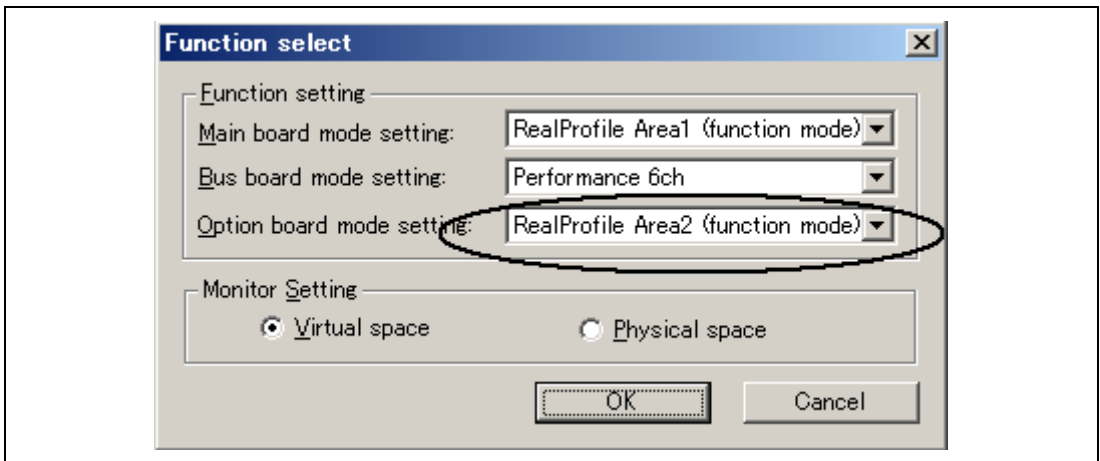 Function select
Function setting
Main board mode setting: RealProfile Area1 (function mode)
Bus board mode setting: Performance 6ch
Option board mode setting: RealProfile Area2 (function mode)
Monitor Setting
Virtual space Physical space
OK Cancel